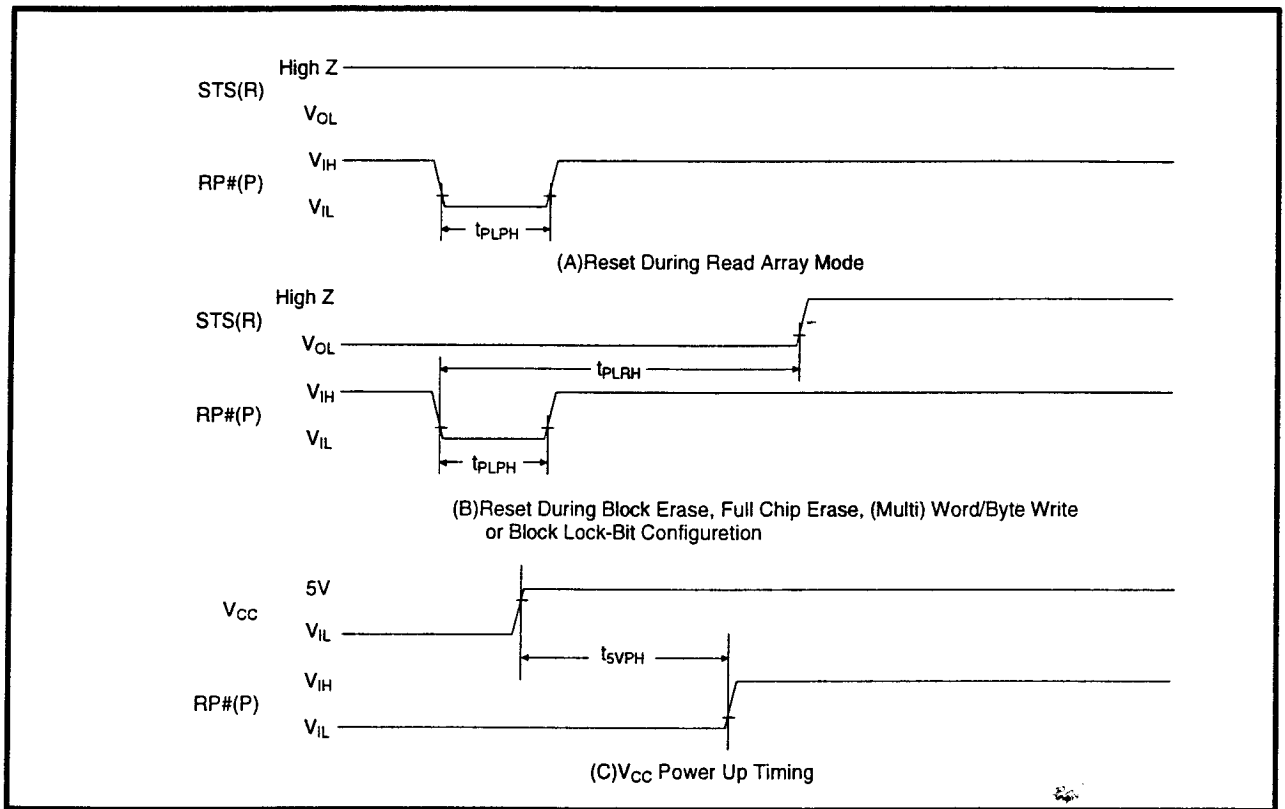 High Z
STS(R)
VOL
VIH
RP#(P)
VIL
tPLPH
(A)Reset During Read Array Mode
High Z
STS(R)
VOL
tPLRH
VIH
RP#(P)
VIL
tPLPH
(B)Reset During Block Erase, Full Chip Erase, (Multi) Word/Byte Write
or Block Lock-Bit Configuretion
5V
VCC
VIL
t5VPH
VIH
RP#(P)
VIL
(C)VCC Power Up Timing